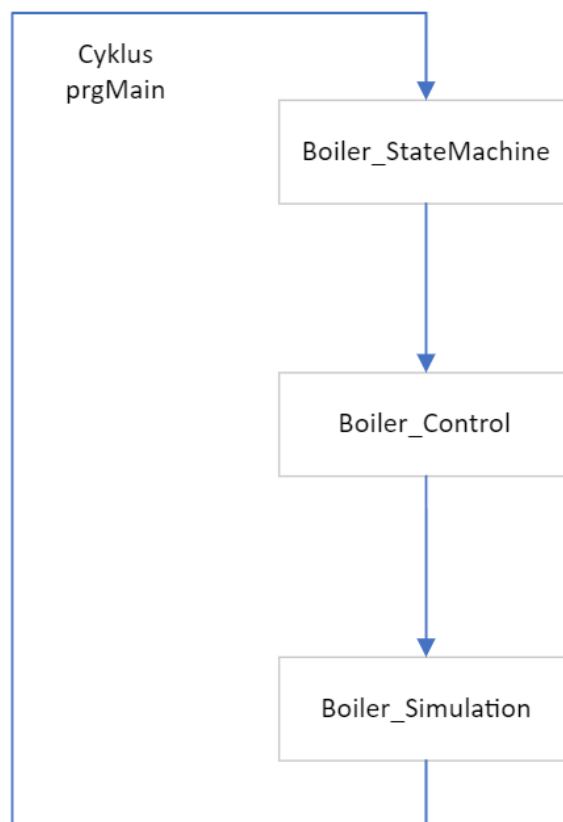 Cyklus
prgMain
Boiler_StateMachine
Boiler_Control
Boiler_Simulation